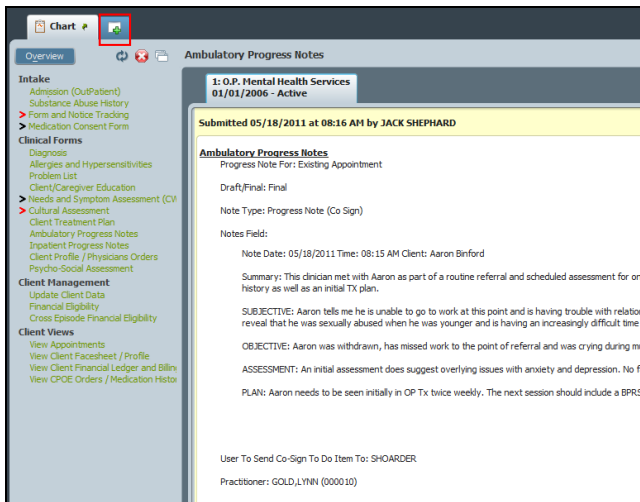 Chart
Overview
Ambulatory Progress Notes
Intake
Admission (OutPatient)
Substance Abuse History
Form and Notice Tracking
Medication Consent Form
Clinical Forms
Diagnosis
Allergies and Hypersensitivities
Problem List
Client/Caregiver Education
Needs and Symptom Assessment (CW
Cultural Assessment
Client Treatment Plan
Ambulatory Progress Notes
Inpatient Progress Notes
Client Profile / Physicians Orders
Psycho-Social Assessment
Client Management
Update Client Data
Financial Eligibility
Cross Episode Financial Eligibility
Client Views
View Appointments
View Client Facesheet / Profile
View Client Financial Ledger and Billin
View CPOE Orders / Medication Histor
1: O.P. Mental Health Services
01/01/2006 - Active
Submitted 05/18/2011 at 08:16 AM by JACK SHEPHARD
Ambulatory Progress Notes
Progress Note For: Existing Appointment
Draft/Final: Final
Note Type: Progress Note (Co Sign)
Notes Field:
Note Date: 05/18/2011 Time: 08:15 AM Client: Aaron Binford
Summary: This clinician met with Aaron as part of a routine referral and scheduled assessment for on
history as well as an initial TX plan.
SUBJECTIVE: Aaron tells me he is unable to go to work at this point and is having trouble with relation
reveal that he was sexually abused when he was younger and is having an increasingly difficult time
OBJECTIVE: Aaron was withdrawn, has missed work to the point of referral and was crying during m
ASSESSMENT: An initial assessment does suggest overlying issues with anxiety and depression. No f
PLAN: Aaron needs to be seen initially in OP Tx twice weekly. The next session should include a BPRS
User To Send Co-Sign To Do Item To: SHOARDER
Practitioner: GOLD,LYNN (000010)